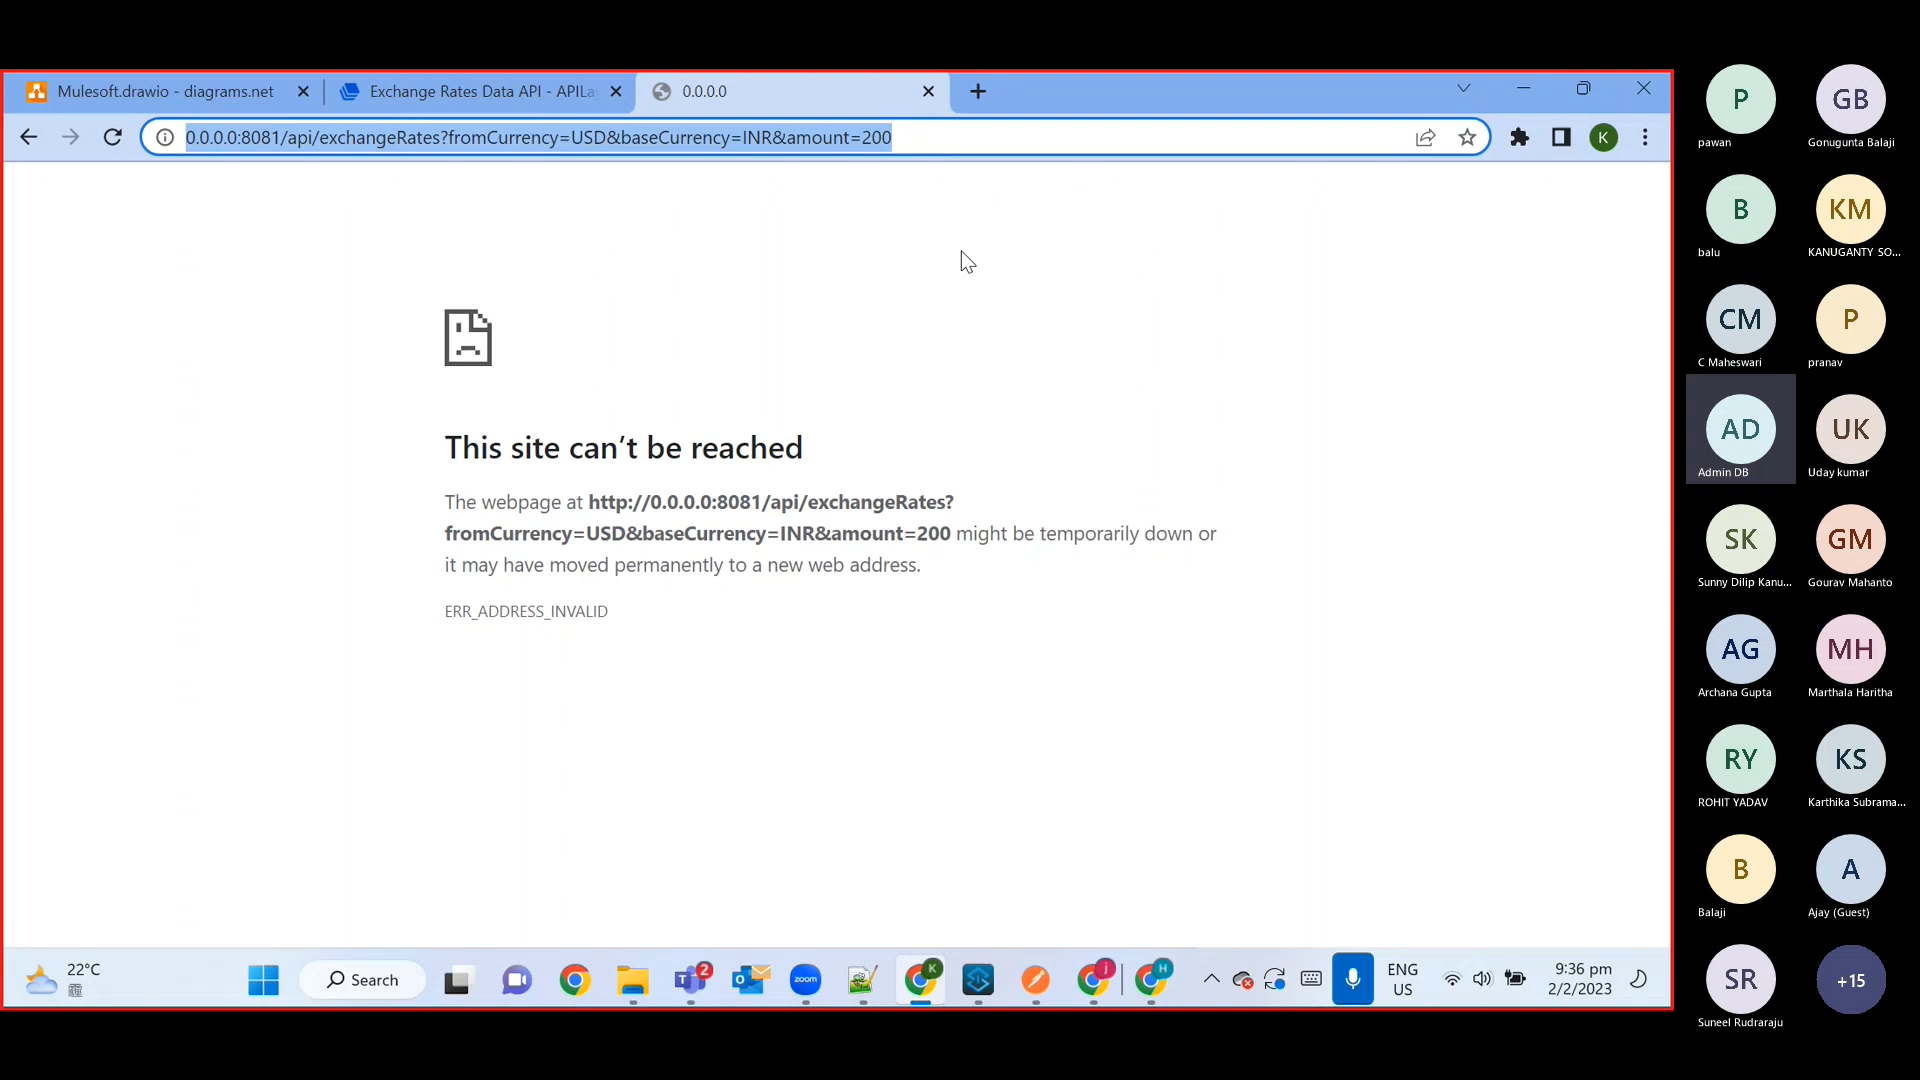 Mulesoft.drawio - diagrams.net
Exchange Rates Data API - APILa
0.0.0.0
0.0.0.0:8081/api/exchangeRates?fromCurrency=USD&baseCurrency=INR&amount=200
K
This site can’t be reached
The webpage at http://0.0.0.0:8081/api/exchangeRates?
fromCurrency=USD&baseCurrency=INR&amount=200 might be temporarily down or
it may have moved permanently to a new web address.
ERR_ADDRESS_INVALID
22°C
霾
Search
2
zoom
K
J
H
ENG
US
9:36 pm
2/2/2023
P
pawan
GB
Gonugunta Balaji
B
balu
KM
KANUGANTY SO...
CM
C Maheswari
P
pranav
AD
Admin DB
UK
Uday kumar
SK
Sunny Dilip Kanu...
GM
Gourav Mahanto
AG
Archana Gupta
MH
Marthala Haritha
RY
ROHIT YADAV
KS
Karthika Subrama...
B
Balaji
A
Ajay (Guest)
SR
Suneel Rudraraju
+15